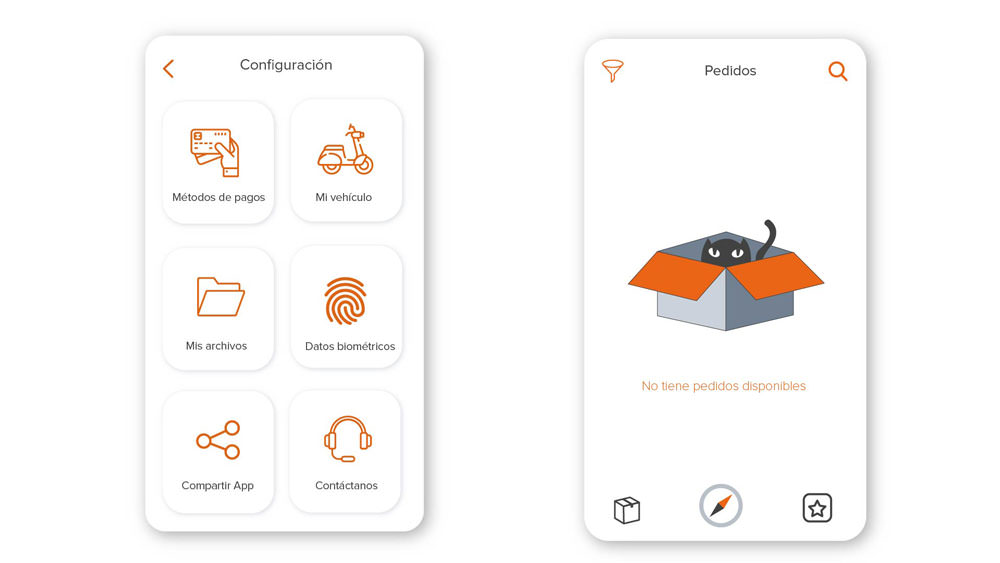 Configuración
Métodos de pagos
Mi vehículo
Mis archivos
Datos biométricos
Compartir App
Contáctanos
Pedidos
No tiene pedidos disponibles